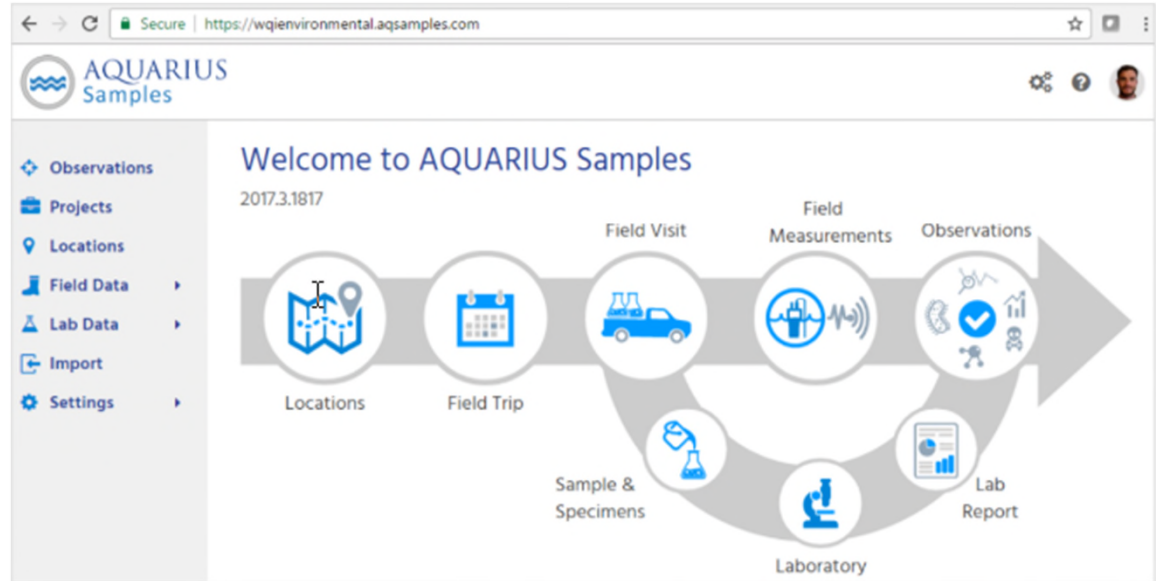 Secure | https://wqienvironmental.aqsamples.com
AQUARIUS
Samples
Observations
Projects
Locations
Field Data
Lab Data
Import
Settings
Welcome to AQUARIUS Samples
2017.3.1817
Locations
Field Trip
Field Visit
Field
Measurements
Observations
Sample &
Specimens
Laboratory
Lab
Report